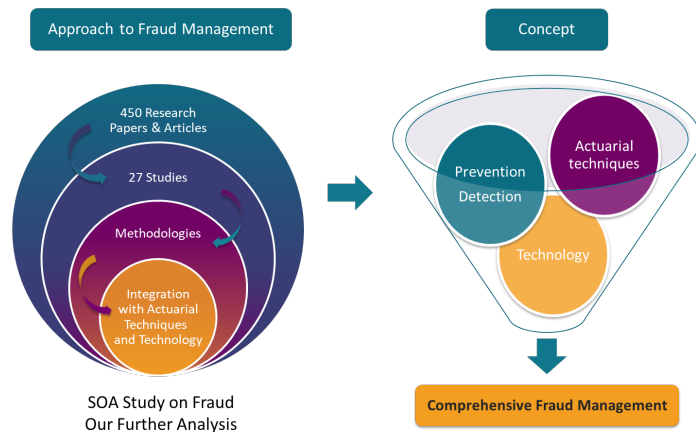 Approach to Fraud Management
Concept
450 Research
Papers & Articles
27 Studies
Methodologies
Integration
with Actuarial
Techniques
and Technology
SOA Study on Fraud
Our Further Analysis
Prevention
Detection
Actuarial
techniques
Technology
Comprehensive Fraud Management